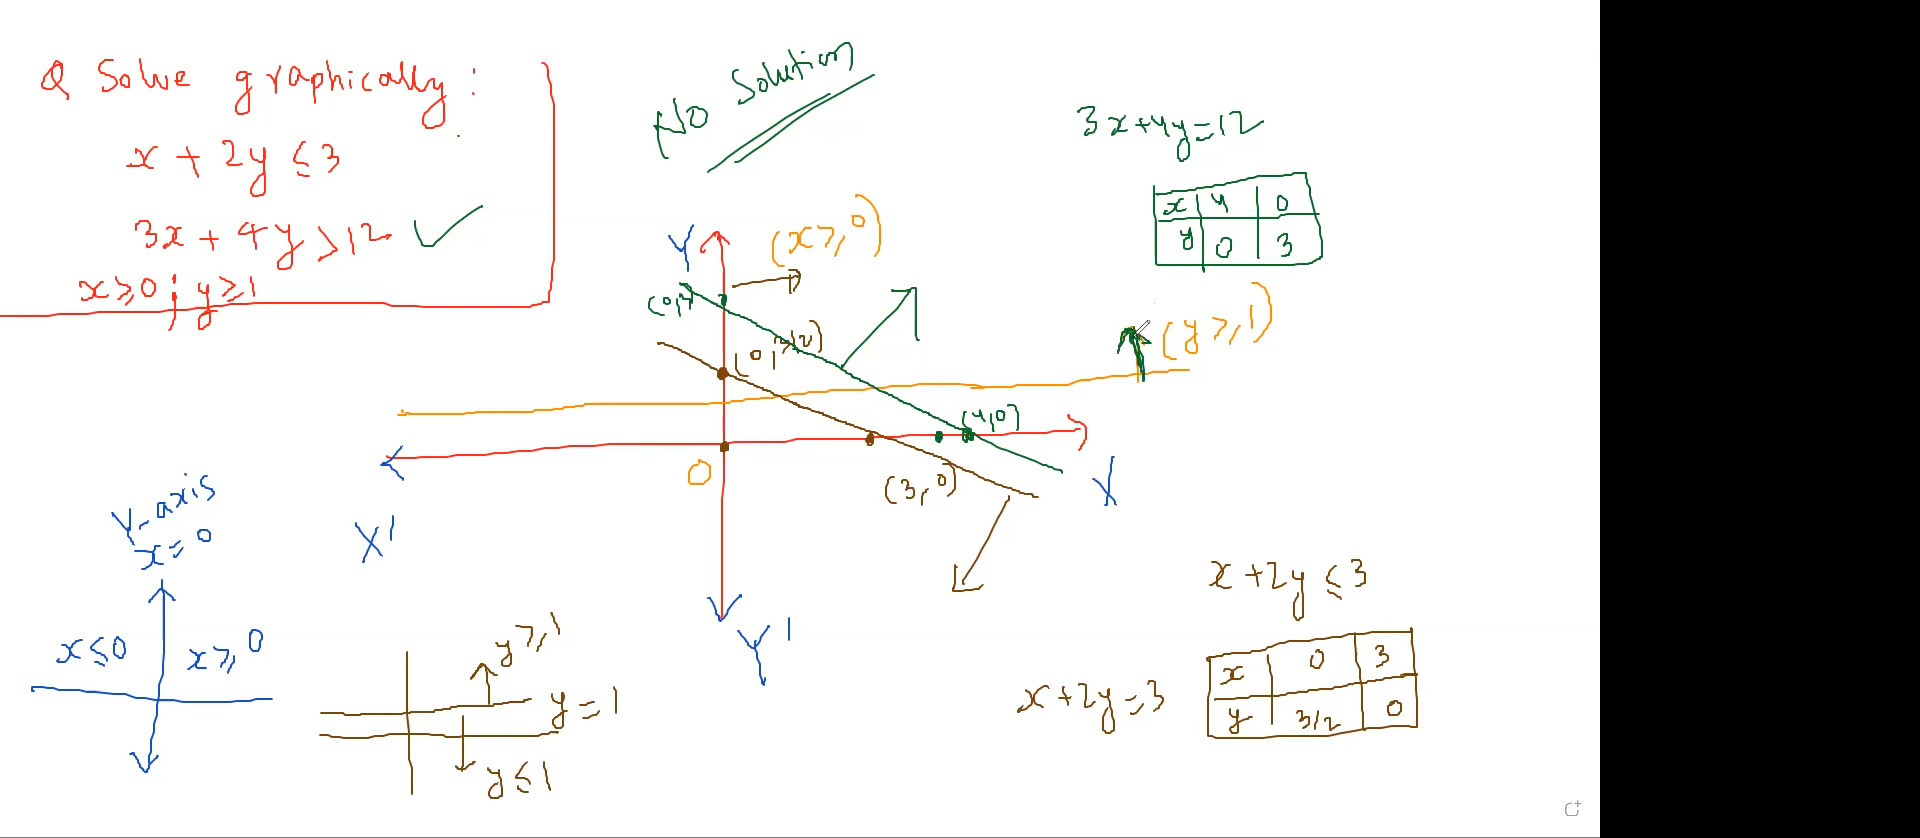 Q Solve graphically:
x + 2y ≤ 3
3x + 4y ≥ 12
x ≥ 0 ; y ≥ 1
No Solution
3x + 4y = 12
x | 4 | 0
y | 0 | 3
Y
(x ≥ 0)
(0,3)
(0, 3/2)
(y ≥ 1)
(4,0)
O
(3, 0)
X
X'
Y'
Y-axis
x = 0
x ≤ 0
x ≥ 0
y ≥ 1
y = 1
y ≤ 1
x + 2y ≤ 3
x + 2y = 3
x | 0 | 3
y | 3/2 | 0